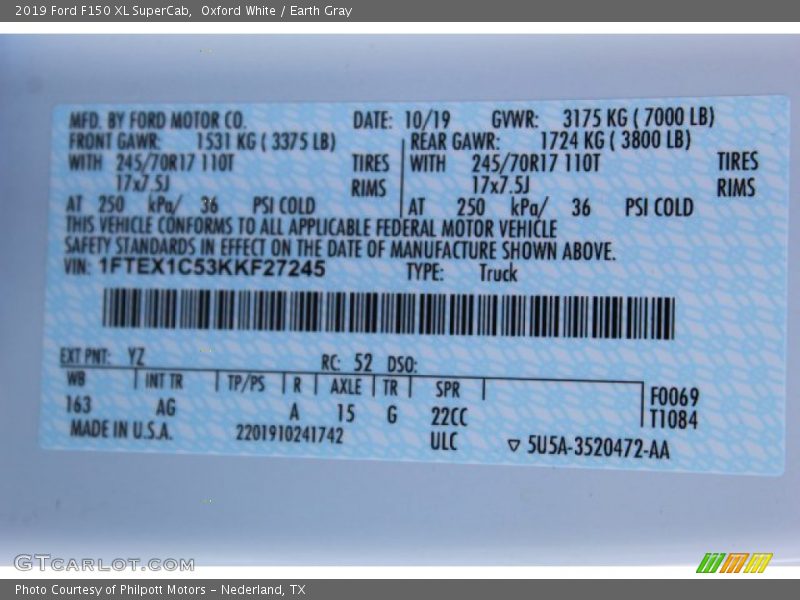 2019 Ford F150 XL SuperCab,  Oxford White / Earth Gray
MFD. BY FORD MOTOR CO. DATE: 10/19 GVWR: 3175 KG ( 7000 LB)
FRONT GAWR: 1531 KG ( 3375 LB) REAR GAWR: 1724 KG ( 3800 LB)
WITH 245/70R17 110T TIRES WITH 245/70R17 110T TIRES
17x7.5J RIMS 17x7.5J RIMS
AT 250 kPa/ 36 PSI COLD AT 250 kPa/ 36 PSI COLD
THIS VEHICLE CONFORMS TO ALL APPLICABLE FEDERAL MOTOR VEHICLE
SAFETY STANDARDS IN EFFECT ON THE DATE OF MANUFACTURE SHOWN ABOVE.
VIN: 1FTEX1C53KKF27245 TYPE: Truck
EXT PNT: YZ RC: 52 DSO:
WB INT TR TP/PS R AXLE TR SPR F0069
163 AG A 15 G 22CC T1084
MADE IN U.S.A. 2201910241742 ULC ▽ 5U5A-3520472-AA
GTCARLOT.COM
Photo Courtesy of Philpott Motors - Nederland, TX